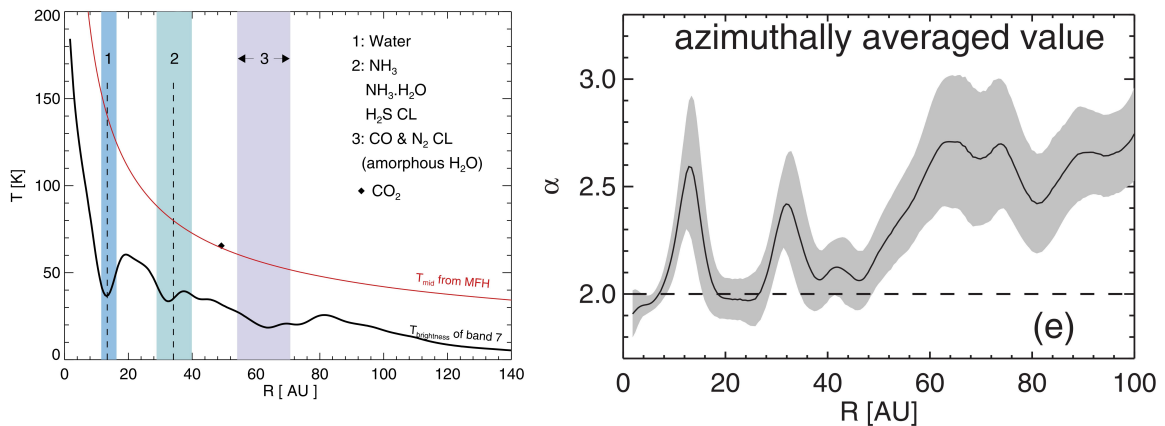 200
150
100
50
0
T [K]
1
2
3
1: Water
2: NH₃
NH₃.H₂O
H₂S CL
3: CO & N₂ CL
(amorphous H₂O)
CO₂
T_mid from MFH
T_brightness of band 7
0 20 40 60 80 100 120 140
R [ AU ]
azimuthally averaged value
3.0
2.5
2.0
α
(e)
0 20 40 60 80 100
R [AU]